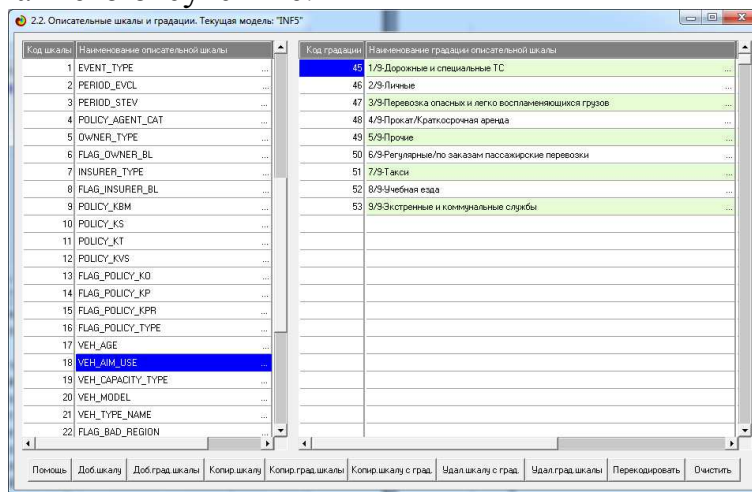 2.2. Описательные шкалы и градации. Текущая модель: "INF5"
Код шкалы Наименование описательной шкалы
1 EVENT_TYPE ...
2 PERIOD_EVCL ...
3 PERIOD_STEV ...
4 POLICY_AGENT_CAT ...
5 OWNER_TYPE ...
6 FLAG_OWNER_BL ...
7 INSURER_TYPE ...
8 FLAG_INSURER_BL ...
9 POLICY_KBM ...
10 POLICY_KS ...
11 POLICY_KT ...
12 POLICY_KVS ...
13 FLAG_POLICY_KO ...
14 FLAG_POLICY_KP ...
15 FLAG_POLICY_KPR ...
16 FLAG_POLICY_TYPE ...
17 VEH_AGE ...
18 VEH_AIM_USE ...
19 VEH_CAPACITY_TYPE ...
20 VEH_MODEL ...
21 VEH_TYPE_NAME ...
22 FLAG_BAD_REGION ...
Код градации Наименование градации описательной шкалы
45 1/9-Дорожные и специальные ТС ...
46 2/9-Личные ...
47 3/9-Перевозка опасных и легко воспламеняющихся грузов ...
48 4/9-Прокат/Краткосрочная аренда ...
49 5/9-Прочие ...
50 6/9-Регулярные/по заказам пассажирские перевозки ...
51 7/9-Такси ...
52 8/9-Учебная езда ...
53 9/9-Экстренные и коммунальные службы ...
Помощь Доб.шкалу Доб.град.шкалы Копир.шкалу Копир.град.шкалы Копир.шкалу с град. Удал.шкалу с град. Удал.град.шкалы Перекодировать Очистить